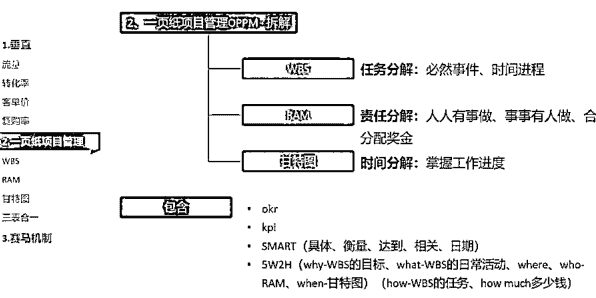 2、一页纸项目管理OPPM-拆解
1.垂直
流量
转化率
客单价
复购率
2.一页纸项目管理
WBS
RAM
甘特图
三表合一
3.赛马机制
WBS
任务分解：必然事件、时间进程
RAM
责任分解：人人有事做、事事有人做、合
分配奖金
甘特图
时间分解：掌握工作进度
包含
• okr
• kpi
• SMART（具体、衡量、达到、相关、日期）
• 5W2H（why-WBS的目标、what-WBS的日常活动、where、who-
RAM、when-甘特图）（how-WBS的任务、how much多少钱）